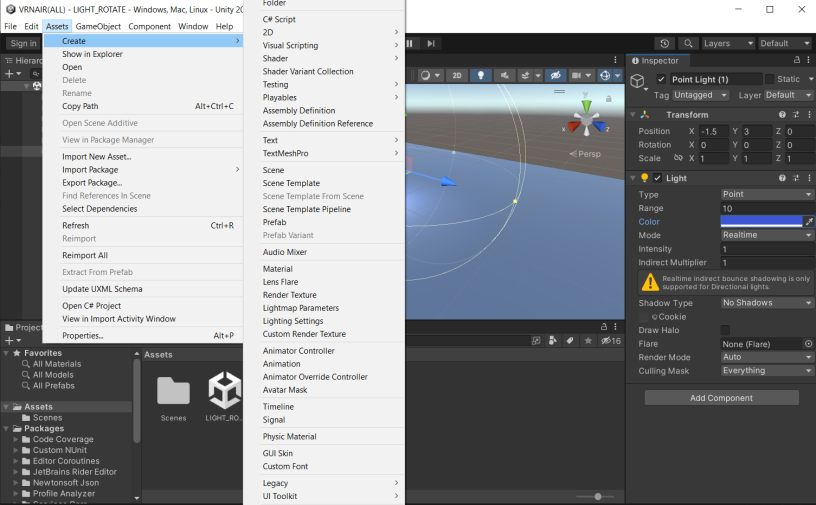 VRNAIR(ALL) - LIGHT_ROTATE - Windows, Mac, Linux - Unity 20
File Edit Assets GameObject Component Window Help
Sign in
Layers
Default
Hierarc
Create
Show in Explorer
Open
Delete
Rename
Copy Path Alt+Ctrl+C
Open Scene Additive
View in Package Manager
Import New Asset...
Import Package
Export Package...
Find References In Scene
Select Dependencies
Refresh Ctrl+R
Reimport
Reimport All
Extract From Prefab
Update UXML Schema
Open C# Project
View in Import Activity Window
Properties... Alt+P
Folder
C# Script
2D
Visual Scripting
Shader
Shader Variant Collection
Testing
Playables
Assembly Definition
Assembly Definition Reference
Text
TextMeshPro
Scene
Scene Template
Scene Template From Scene
Scene Template Pipeline
Prefab
Prefab Variant
Audio Mixer
Material
Lens Flare
Render Texture
Lightmap Parameters
Lighting Settings
Custom Render Texture
Animator Controller
Animation
Animator Override Controller
Avatar Mask
Timeline
Signal
Physic Material
GUI Skin
Custom Font
Legacy
UI Toolkit
2D
y
x
z
Persp
Inspector
Point Light (1) Static
Tag Untagged Layer Default
Transform
Position X -1.5 Y 3 Z 0
Rotation X 0 Y 0 Z 0
Scale X 1 Y 1 Z 1
Light
Type Point
Range 10
Color
Mode Realtime
Intensity 1
Indirect Multiplier 1
Realtime indirect bounce shadowing is only
supported for Directional lights.
Shadow Type No Shadows
Cookie
Draw Halo
Flare None (Flare)
Render Mode Auto
Culling Mask Everything
Add Component
Project
16
Favorites
All Materials
All Models
All Prefabs
Assets
Scenes
Packages
Code Coverage
Custom NUnit
Editor Coroutines
JetBrains Rider Editor
Newtonsoft Json
Profile Analyzer
Assets
Scenes
LIGHT_RO...